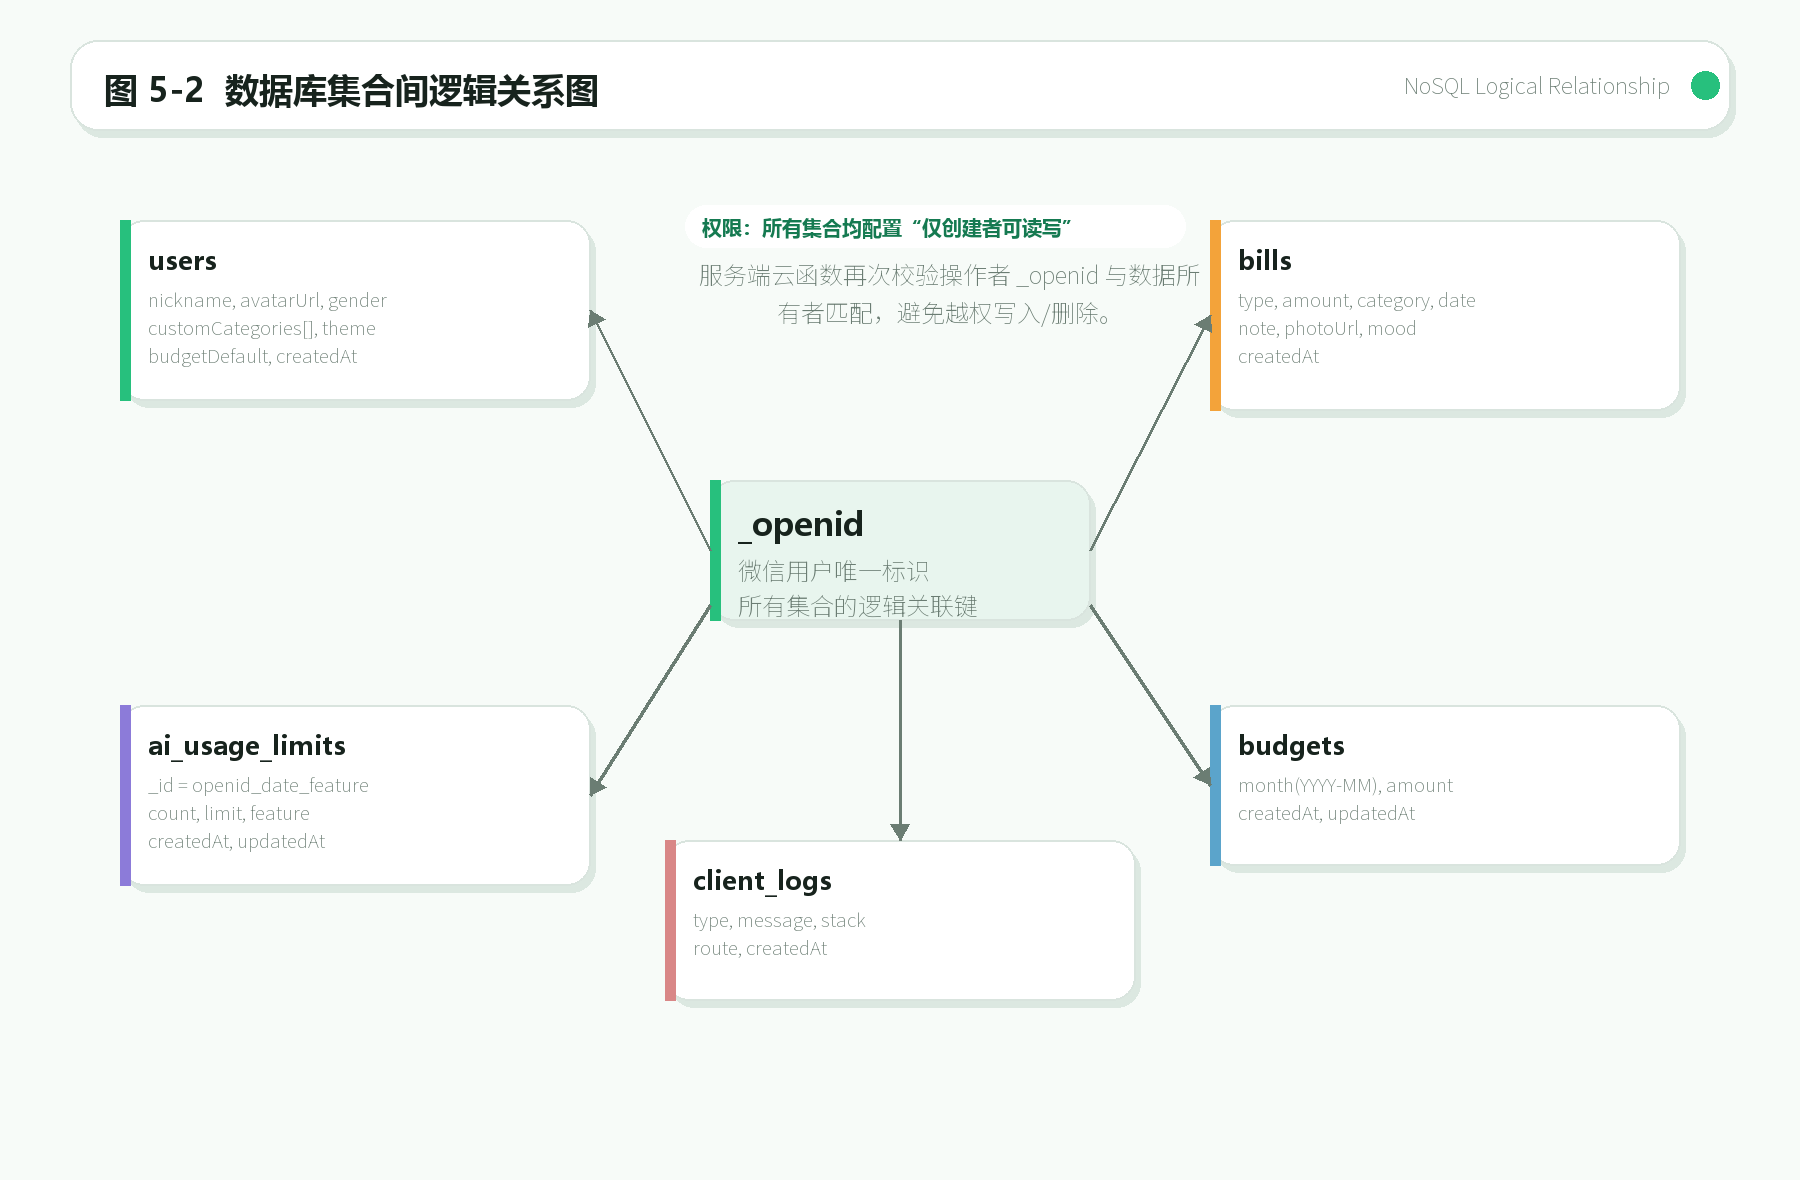 图 5-2 数据库集合间逻辑关系图
NoSQL Logical Relationship
权限：所有集合均配置“仅创建者可读写”
服务端云函数再次校验操作者 _openid 与数据所
有者匹配，避免越权写入/删除。
users
nickname, avatarUrl, gender
customCategories[], theme
budgetDefault, createdAt
bills
type, amount, category, date
note, photoUrl, mood
createdAt
_openid
微信用户唯一标识
所有集合的逻辑关联键
ai_usage_limits
_id = openid_date_feature
count, limit, feature
createdAt, updatedAt
budgets
month(YYYY-MM), amount
createdAt, updatedAt
client_logs
type, message, stack
route, createdAt